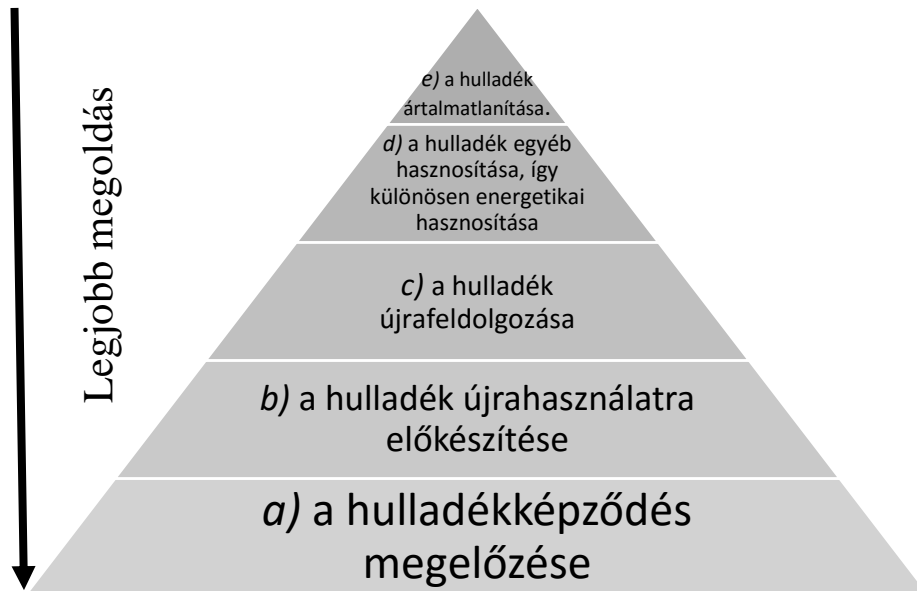 Legjobb megoldás
e) a hulladék
ártalmatlanítása.
d) a hulladék egyéb
hasznosítása, így
különösen energetikai
hasznosítása
c) a hulladék
újrafeldolgozása
b) a hulladék újrahasználatra
előkészítése
a) a hulladékképződés
megelőzése